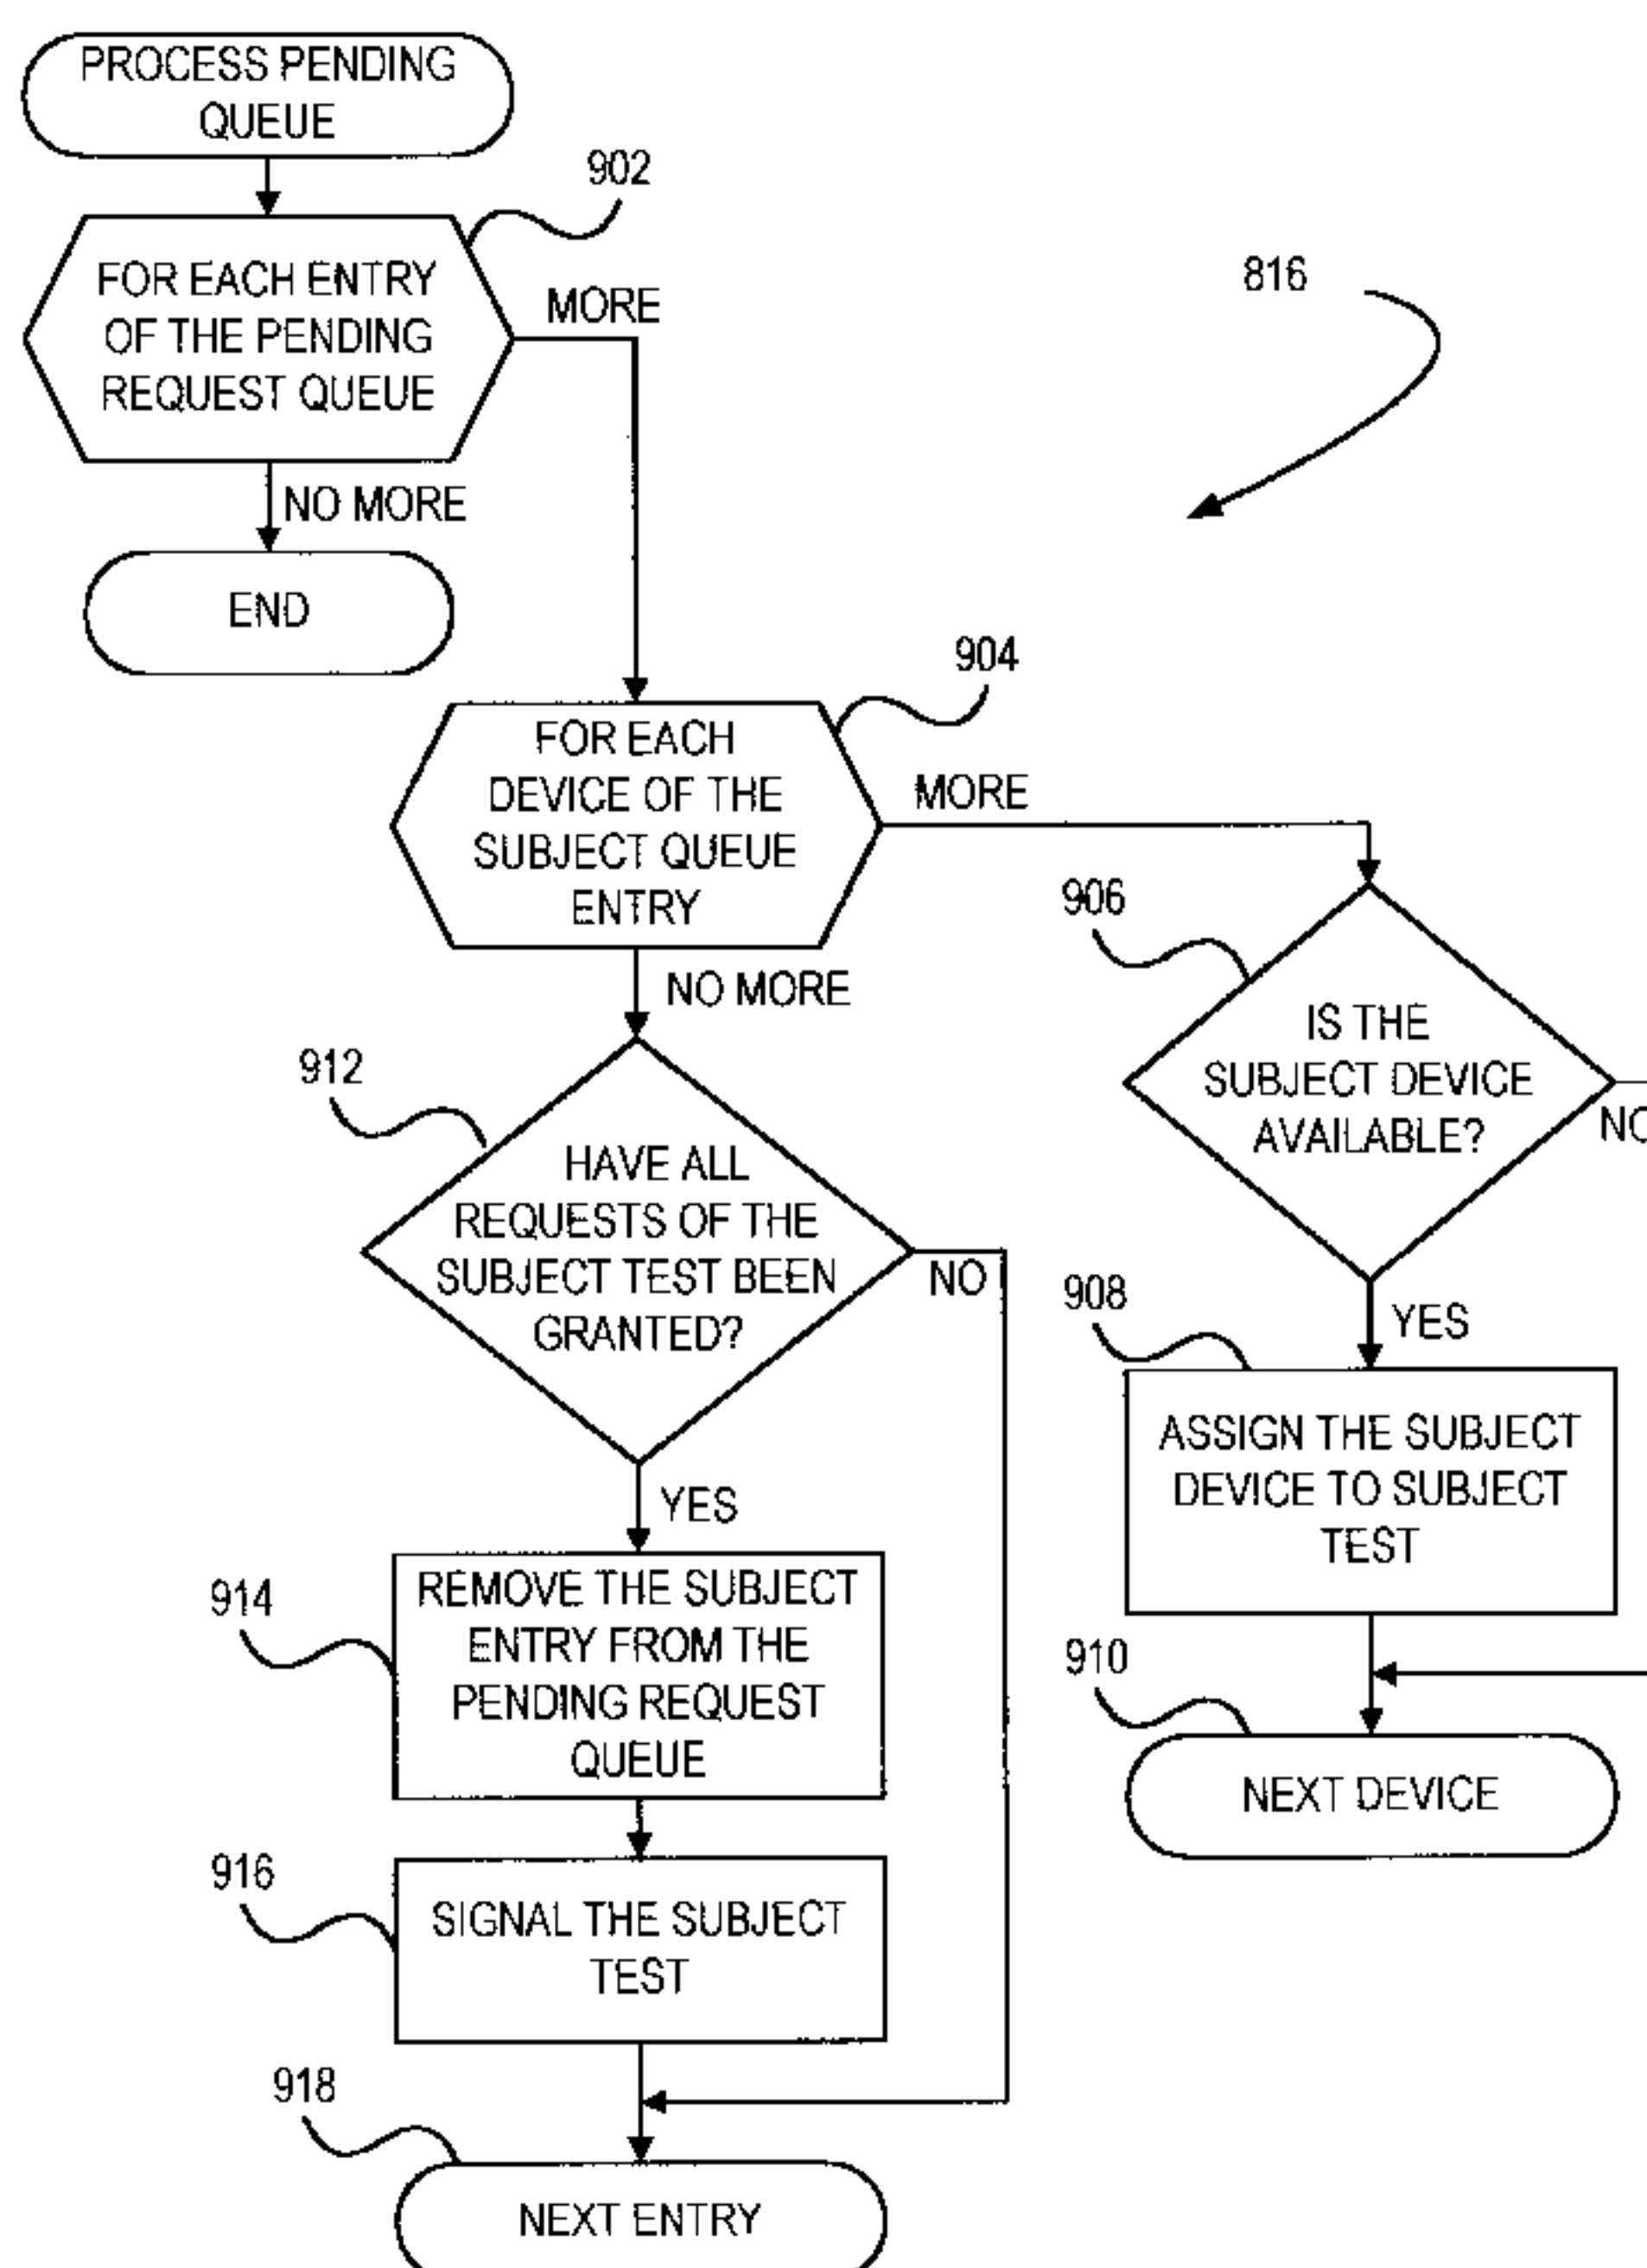 PROCESS PENDING
QUEUE
902
FOR EACH ENTRY
OF THE PENDING
REQUEST QUEUE
MORE
816
NO MORE
END
904
FOR EACH
DEVICE OF THE
SUBJECT QUEUE
ENTRY
MORE
906
NO MORE
IS THE
SUBJECT DEVICE
AVAILABLE?
NO
912
HAVE ALL
REQUESTS OF THE
SUBJECT TEST BEEN
GRANTED?
NO
908
YES
ASSIGN THE SUBJECT
DEVICE TO SUBJECT
TEST
YES
914
REMOVE THE SUBJECT
ENTRY FROM THE
PENDING REQUEST
QUEUE
910
NEXT DEVICE
916
SIGNAL THE SUBJECT
TEST
918
NEXT ENTRY